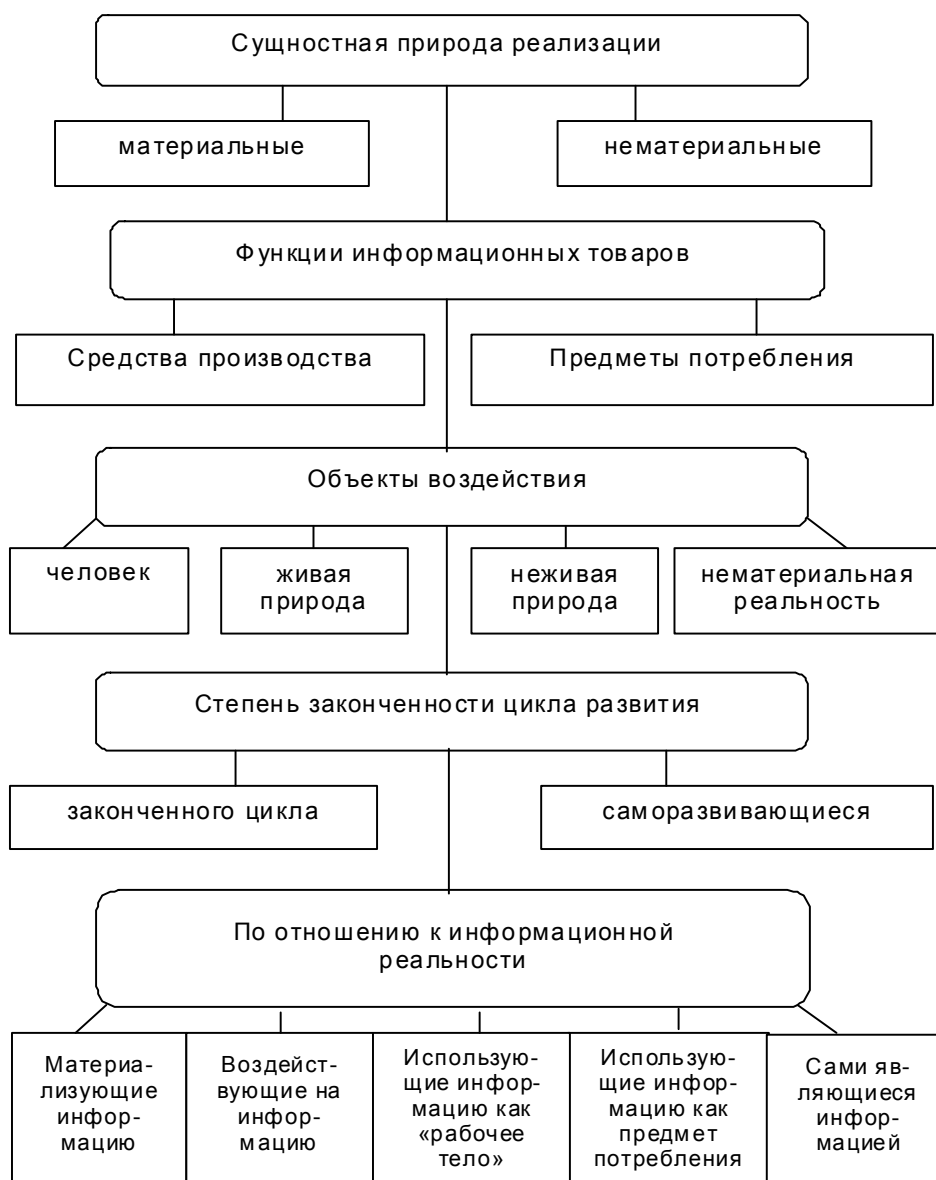 Сущностная природа реализации
материальные
нематериальные
Функции информационных товаров
Средства производства
Предметы потребления
Объекты воздействия
человек
живая
природа
неживая
природа
нематериальная
реальность
Степень законченности цикла развития
законченного цикла
саморазвивающиеся
По отношению к информационной
реальности
Материа-
лизующие
инфор-
мацию
Воздейст-
вующие на
инфор-
мацию
Использую-
щие инфор-
мацию как
«рабочее
тело»
Использую-
щие инфор-
мацию как
предмет
потребления
Сами яв-
ляющиеся
инфор-
мацией